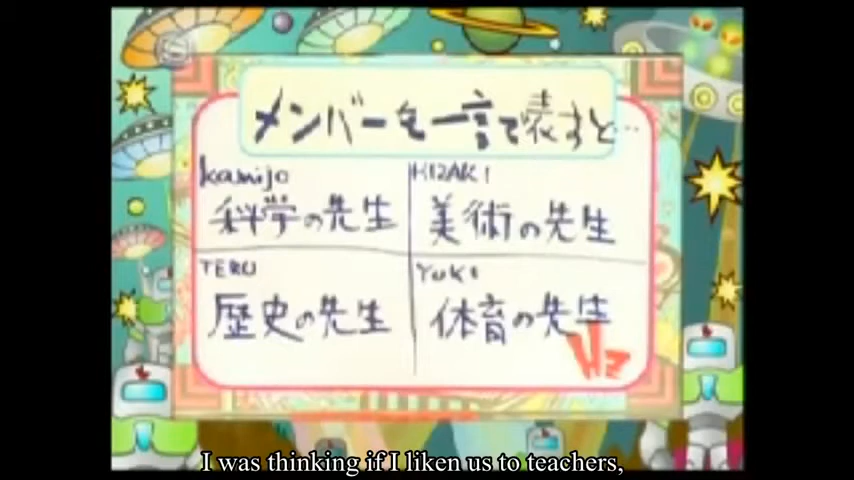 メンバーを一言で表すと…
kamijo
科学の先生
HIZAKI
美術の先生
TERU
歴史の先生
YUKI
体育の先生
Hz
I was thinking if I liken us to teachers,